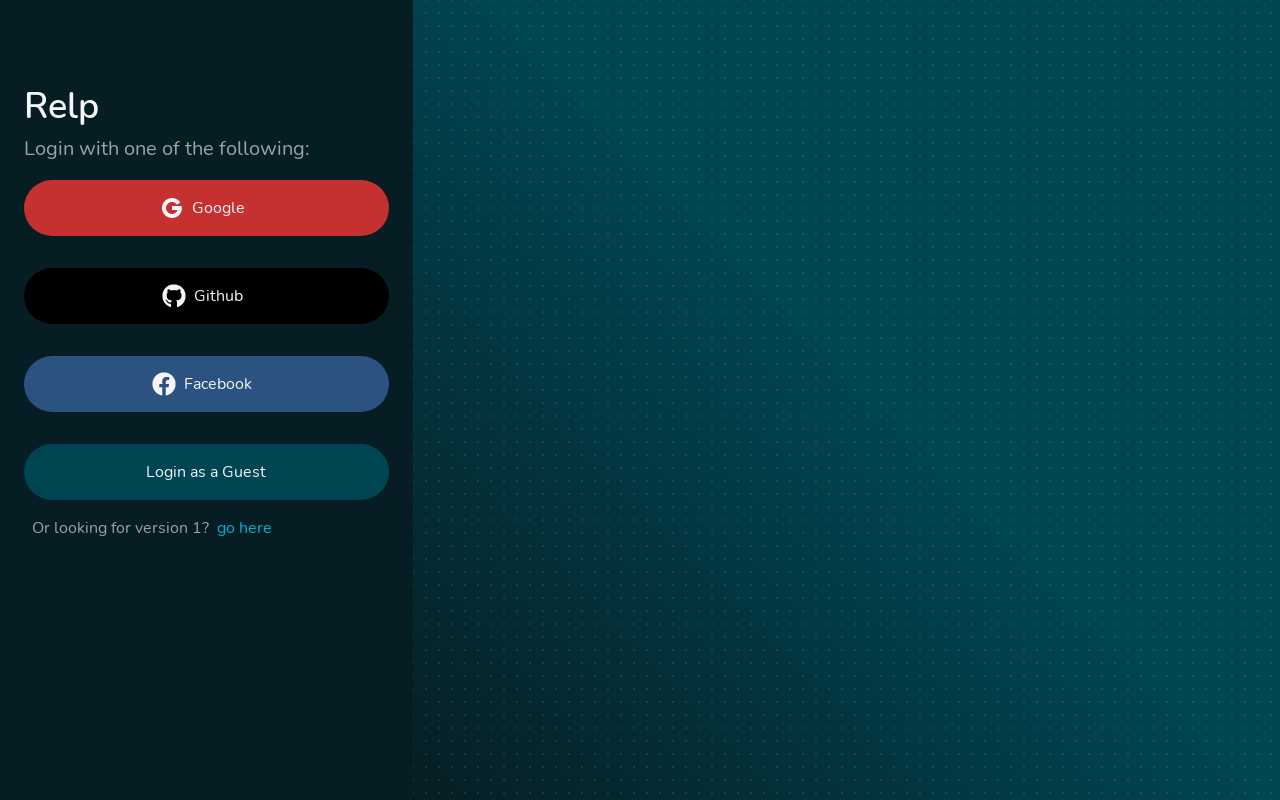 Relp
Login with one of the following:
Google
Github
Facebook
Login as a Guest
Or looking for version 1? go here